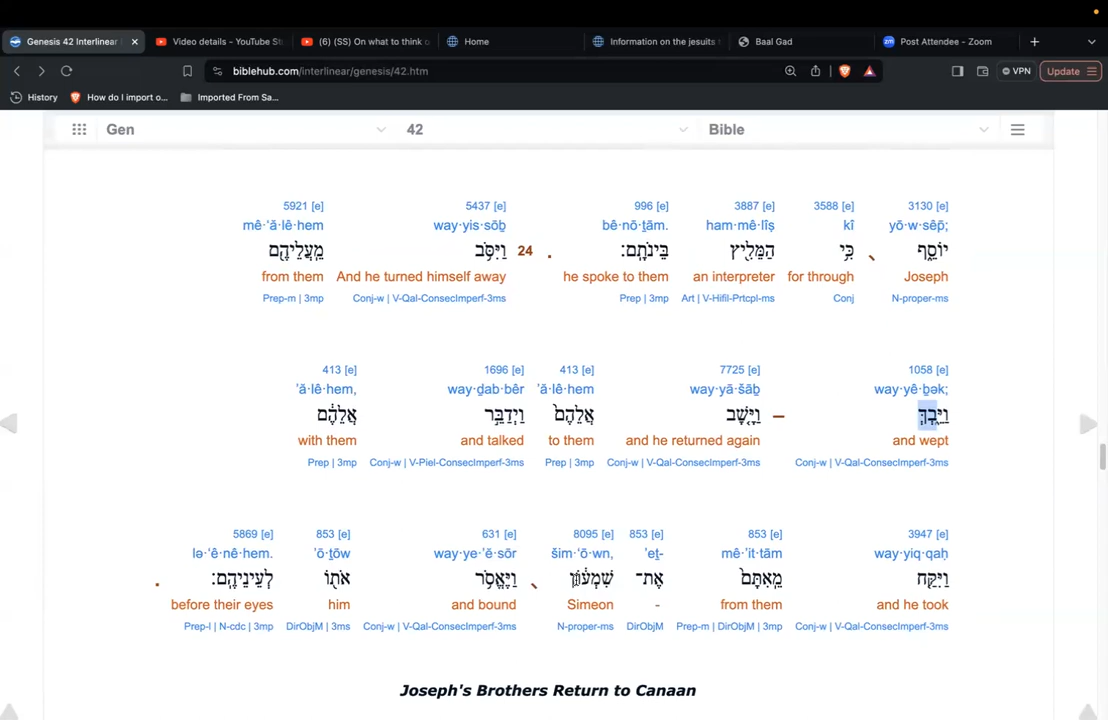 Genesis 42 Interlinear
Video details - YouTube St
(6) (SS) On what to think o
Home
Information on the jesuits t
Baal Gad
Post Attendee - Zoom
biblehub.com/interlinear/genesis/42.htm
VPN
Update
History
How do I import o...
Imported From Sa...
Gen
42
Bible
5921 [e] 5437 [e] 996 [e] 3887 [e] 3588 [e] 3130 [e]
mê·‘ă·lê·hem way·yis·sōḇ bê·nō·ṯām. ham·mê·lîṣ kî yō·w·sêp̄;
יוֹסֵ֑ף ، כִּ֥י הַמֵּלִ֖יץ בֵּינֹתָֽם׃ . 24 וַיִּסֹּ֥ב מֵֽעֲלֵיהֶ֖ם
from them And he turned himself away he spoke to them an interpreter for through Joseph
Prep-m | 3mp Conj-w | V-Qal-ConsecImperf-3ms Prep | 3mp Art | V-Hifil-Prtcpl-ms Conj N-proper-ms
413 [e] 1696 [e] 413 [e] 7725 [e] 1058 [e]
’ă·lê·hem, way·ḏab·bêr ’ă·lê·hem way·yā·šāḇ way·yê·ḇək;
וַיֵּ֑בְךְּ – וַיָּ֤שָׁב אֲלֵהֶם֙ וַיְדַבֵּ֣ר אֲלֵהֶ֔ם
with them and talked to them and he returned again and wept
Prep | 3mp Conj-w | V-Piel-ConsecImperf-3ms Prep | 3mp Conj-w | V-Qal-ConsecImperf-3ms Conj-w | V-Qal-ConsecImperf-3ms
5869 [e] 853 [e] 631 [e] 8095 [e] 853 [e] 853 [e] 3947 [e]
lə·‘ê·nê·hem. ’ō·ṯōw way·ye·’ĕ·sōr šim·‘ō·wn, ’eṯ- mê·’it·tām way·yiq·qaḥ
וַיִּקַּ֤ח מֵֽאִתָּם֙ אֶת־ שִׁמְע֔וֹן ، וַיֶּאֱסֹ֥ר אֹת֖וֹ לְעֵינֵיהֶֽם׃ .
before their eyes him and bound Simeon - from them and he took
Prep-l | N-cdc | 3mp DirObjM | 3ms Conj-w | V-Qal-ConsecImperf-3ms N-proper-ms DirObjM Prep-m | DirObjM | 3mp Conj-w | V-Qal-ConsecImperf-3ms
Joseph's Brothers Return to Canaan